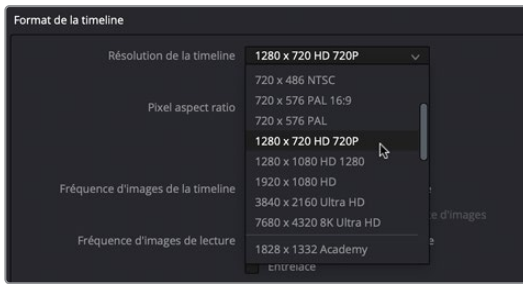 Format de la timeline
Résolution de la timeline 1280 x 720 HD 720P
720 x 486 NTSC
720 x 576 PAL 16:9
Pixel aspect ratio
720 x 576 PAL
1280 x 720 HD 720P
1280 x 1080 HD 1280
1920 x 1080 HD
Fréquence d'images de la timeline
3840 x 2160 Ultra HD
e d'images
7680 x 4320 8K Ultra HD
Fréquence d'images de lecture
1828 x 1332 Academy
Entrelacé